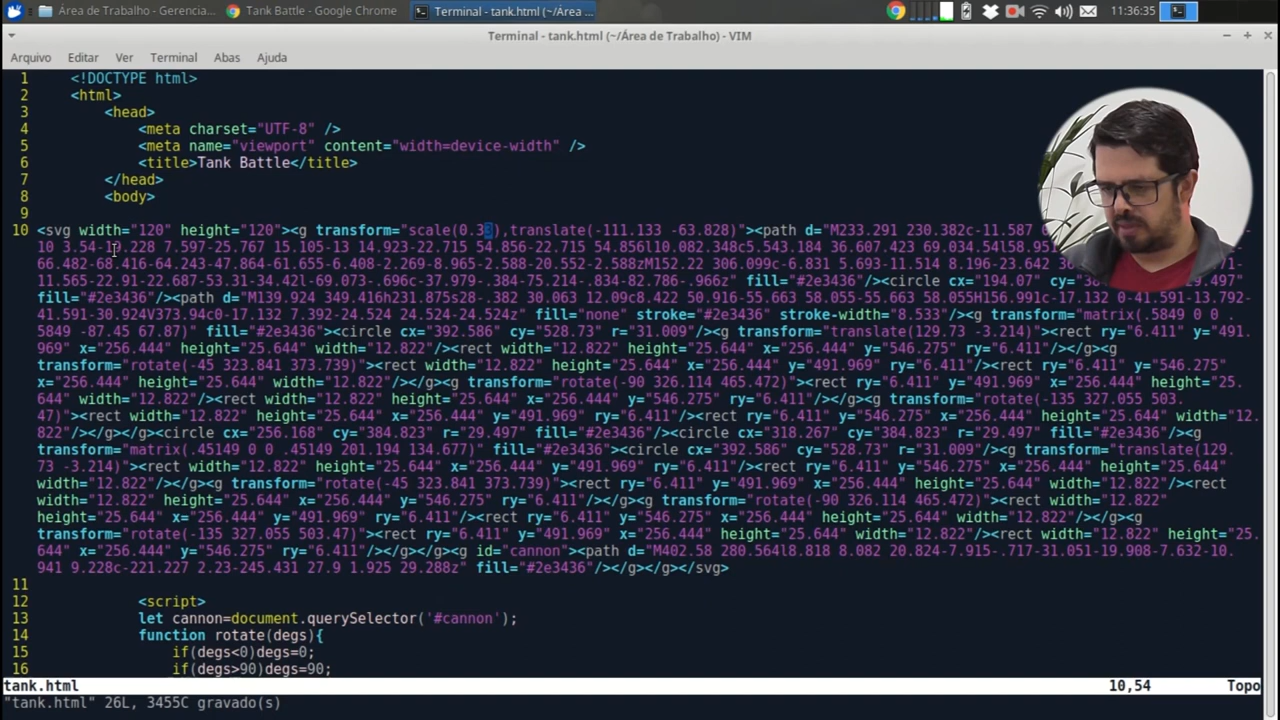 Área de Trabalho - Gerencia... Tank Battle - Google Chrome Terminal - tank.html (~/Área ... 11:36:35
Terminal - tank.html (~/Área de Trabalho) - VIM
Arquivo Editar Ver Terminal Abas Ajuda
1 <!DOCTYPE html>
2 <html>
3 <head>
4 <meta charset="UTF-8" />
5 <meta name="viewport" content="width=device-width" />
6 <title>Tank Battle</title>
7 </head>
8 <body>
9
10 <svg width="120" height="120"><g transform="scale(0.33),translate(-111.133 -63.828)"><path d="M233.291 230.382c-11.587
10 3.54-10.228 7.597-25.767 15.105-13 14.923-22.715 54.856-22.715 54.856l10.082.348c5.543.184 36.607.423 69.034.54l58.95
66.482-68.416-64.243-47.864-61.655-6.408-2.269-8.965-2.588-20.552-2.588zM152.22 306.099c-6.831 5.693-11.514 8.196-23.642
11.565-22.91-22.687-53.31-34.42l-69.073-.696c-37.979-.384-75.214-.834-82.786-.966z" fill="#2e3436"/><circle cx="194.07" cy="38 29.497"
fill="#2e3436"/><path d="M139.924 349.416h231.875s28-.382 30.063 12.09c8.422 50.916-55.663 58.055-55.663 58.055H156.991c-17.132 0-41.591-13.792-
41.591-30.924V373.94c0-17.132 7.392-24.524 24.524-24.524z" fill="none" stroke="#2e3436" stroke-width="8.533"/><g transform="matrix(.5849 0 0 .
5849 -87.45 67.87)" fill="#2e3436"><circle cx="392.586" cy="528.73" r="31.009"/><g transform="translate(129.73 -3.214)"><rect ry="6.411" y="491.
969" x="256.444" height="25.644" width="12.822"/><rect width="12.822" height="25.644" x="256.444" y="546.275" ry="6.411"/></g><g
transform="rotate(-45 323.841 373.739)"><rect width="12.822" height="25.644" x="256.444" y="491.969" ry="6.411"/><rect ry="6.411" y="546.275"
x="256.444" height="25.644" width="12.822"/></g><g transform="rotate(-90 326.114 465.472)"><rect ry="6.411" y="491.969" x="256.444" height="25.
644" width="12.822"/><rect width="12.822" height="25.644" x="256.444" y="546.275" ry="6.411"/></g><g transform="rotate(-135 327.055 503.
47)"><rect width="12.822" height="25.644" x="256.444" y="491.969" ry="6.411"/><rect ry="6.411" y="546.275" x="256.444" height="25.644" width="12.
822"/></g></g><circle cx="256.168" cy="384.823" r="29.497" fill="#2e3436"/><circle cx="318.267" cy="384.823" r="29.497" fill="#2e3436"/><g
transform="matrix(.45149 0 0 .45149 201.194 134.677)" fill="#2e3436"><circle cx="392.586" cy="528.73" r="31.009"/><g transform="translate(129.
73 -3.214)"><rect width="12.822" height="25.644" x="256.444" y="491.969" ry="6.411"/><rect ry="6.411" y="546.275" x="256.444" height="25.644"
width="12.822"/></g><g transform="rotate(-45 323.841 373.739)"><rect ry="6.411" y="491.969" x="256.444" height="25.644" width="12.822"/><rect
width="12.822" height="25.644" x="256.444" y="546.275" ry="6.411"/></g><g transform="rotate(-90 326.114 465.472)"><rect width="12.822"
height="25.644" x="256.444" y="491.969" ry="6.411"/><rect ry="6.411" y="546.275" x="256.444" height="25.644" width="12.822"/></g><g
transform="rotate(-135 327.055 503.47)"><rect ry="6.411" y="491.969" x="256.444" height="25.644" width="12.822"/><rect width="12.822" height="25.
644" x="256.444" y="546.275" ry="6.411"/></g></g><g id="cannon"><path d="M402.58 280.564l8.818 8.082 20.824-7.915-.717-31.051-19.908-7.632-10.
941 9.228c-221.227 2.23-245.431 27.9 1.925 29.288z" fill="#2e3436"/></g></g></svg>
11
12 <script>
13 let cannon=document.querySelector('#cannon');
14 function rotate(degs){
15 if(degs<0)degs=0;
16 if(degs>90)degs=90;
tank.html 10,54 Topo
"tank.html" 26L, 3455C gravado(s)